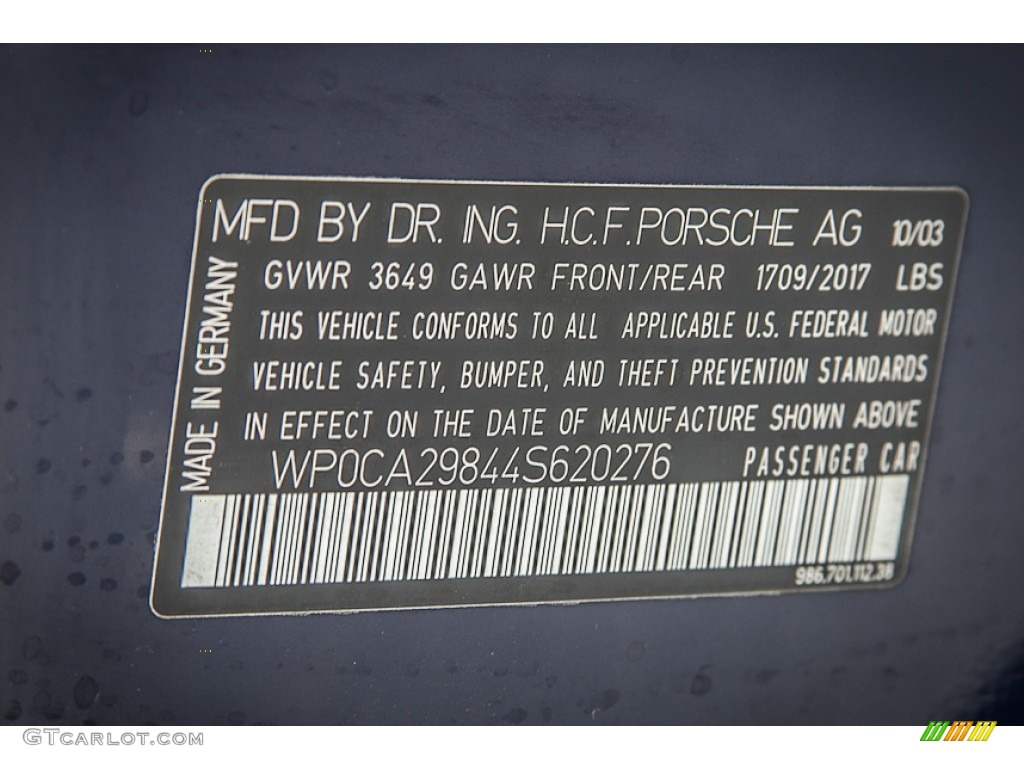 MFD BY DR. ING. H.C.F. PORSCHE AG 10/03
GVWR 3649 GAWR FRONT/REAR 1709/2017 LBS
THIS VEHICLE CONFORMS TO ALL APPLICABLE U.S. FEDERAL MOTOR
VEHICLE SAFETY, BUMPER, AND THEFT PREVENTION STANDARDS
IN EFFECT ON THE DATE OF MANUFACTURE SHOWN ABOVE
WP0CA29844S620276 PASSENGER CAR
MADE IN GERMANY
986.701.112.38
GTCARLOT.COM